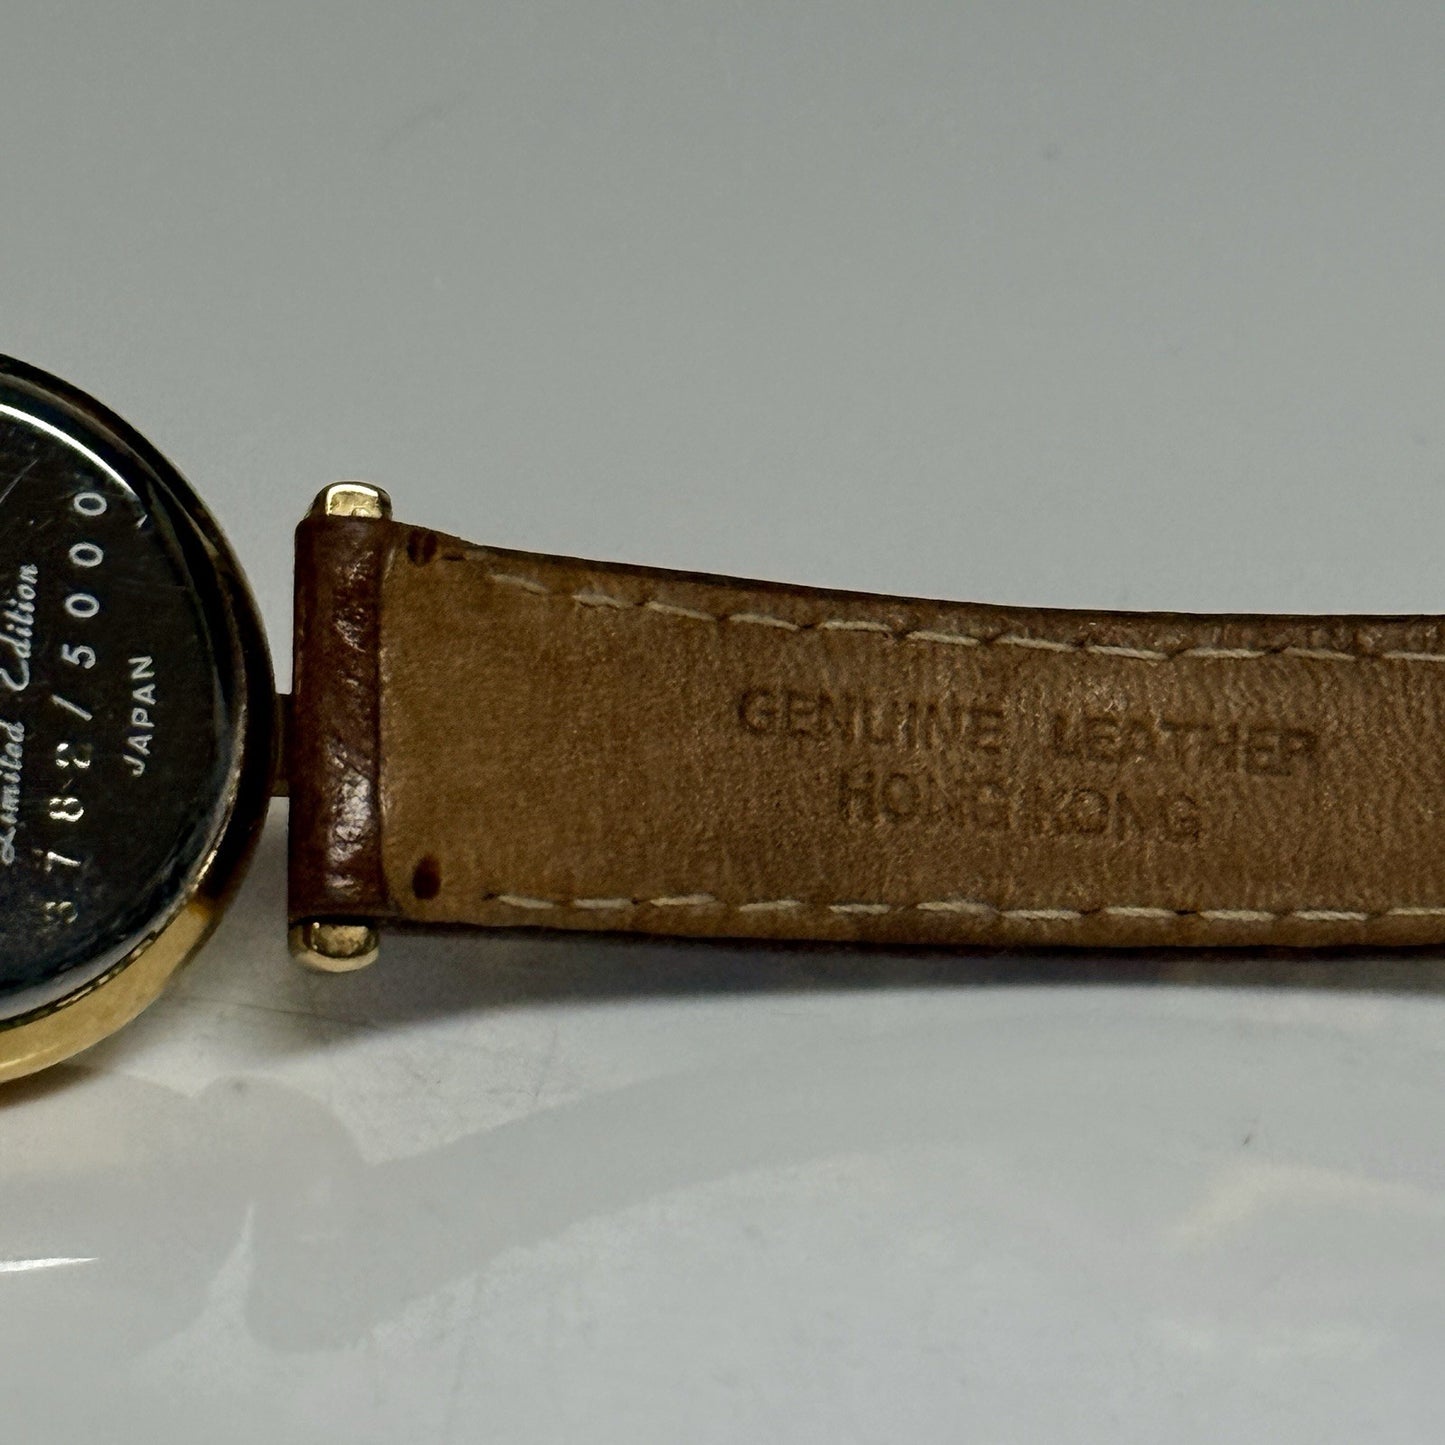 Limited Edition
3782/5000
JAPAN
GENUINE LEATHER
HONG KONG